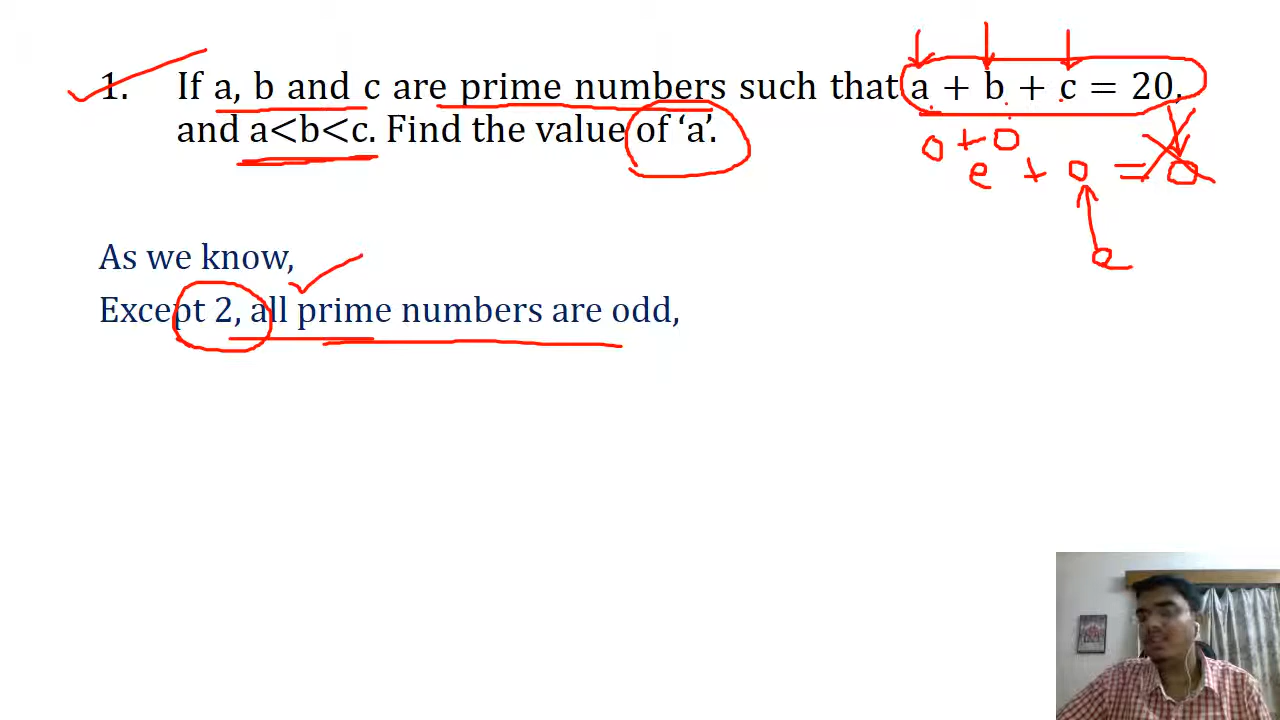 1. If a, b and c are prime numbers such that a + b + c = 20,
and a<b<c. Find the value of ‘a’.
o + o
e + o = o
a
As we know,
Except 2, all prime numbers are odd,